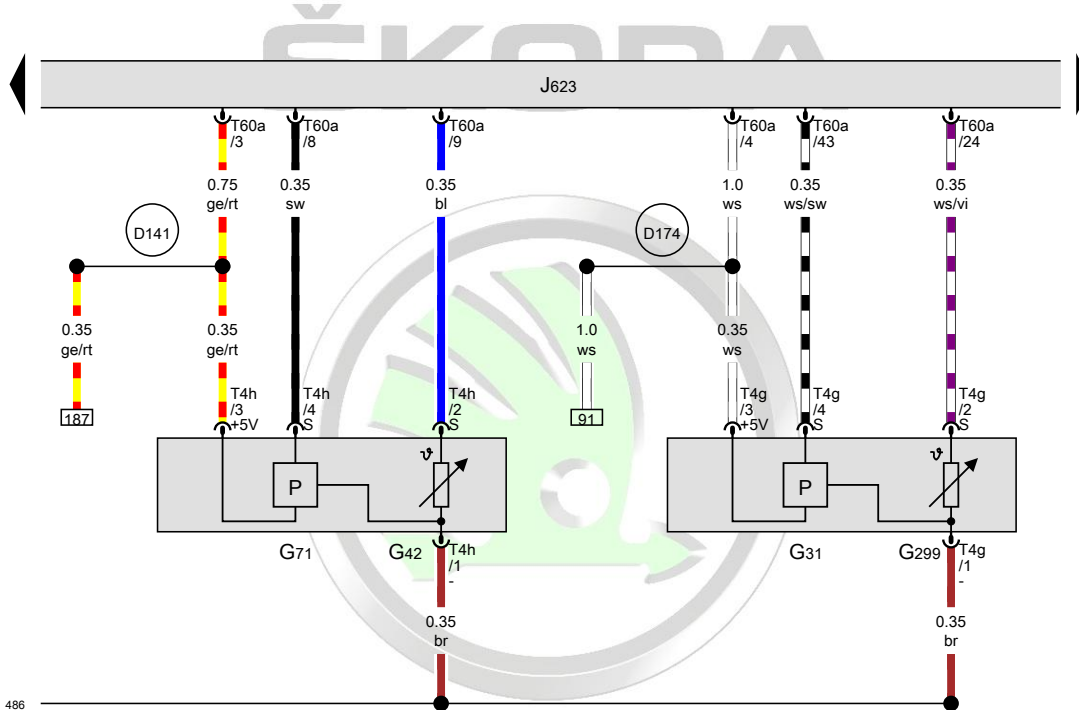 ŠKODA
J623
T60a
/3
T60a
/8
T60a
/9
T60a
/4
T60a
/43
T60a
/24
0.75
ge/rt
0.35
sw
0.35
bl
1.0
ws
0.35
ws/sw
0.35
ws/vi
D141
D174
0.35
ge/rt
0.35
ge/rt
1.0
ws
0.35
ws
187
T4h
/3
+5V
T4h
/4
S
T4h
/2
S
91
T4g
/3
+5V
T4g
/4
S
T4g
/2
S
ϑ
ϑ
P
P
G71
G42
T4h
/1
-
G31
G299
T4g
/1
-
0.35
br
0.35
br
486